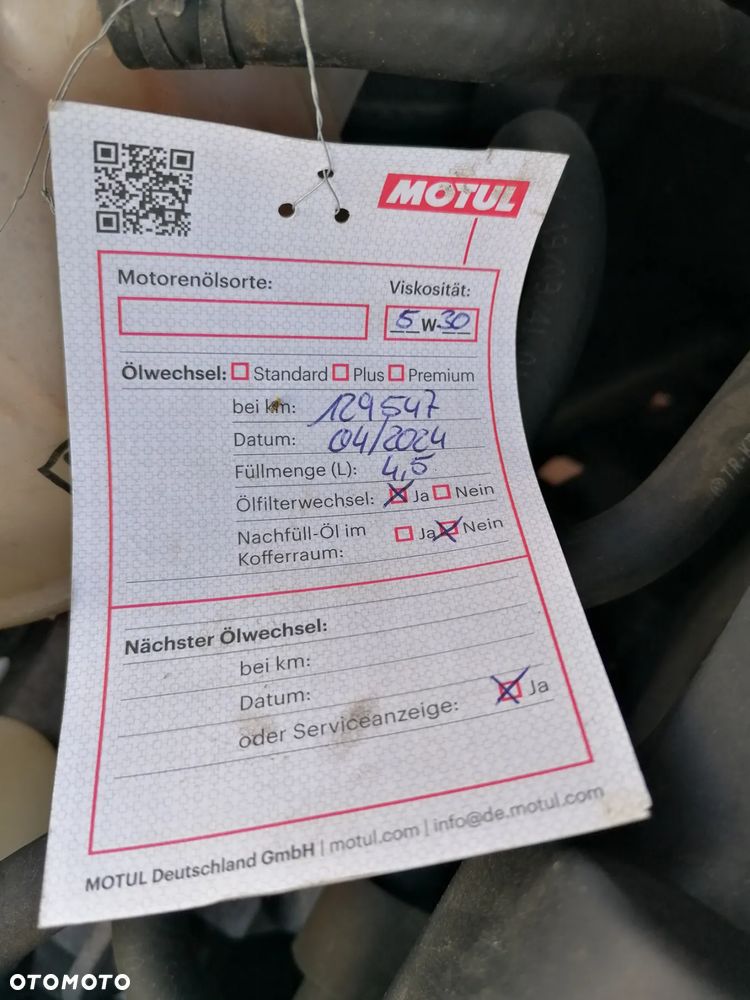 MOTUL
Motorenölsorte:
Viskosität:
5 W-30
Ölwechsel: Standard Plus Premium
bei km: 129547
Datum: 04/2024
Füllmenge (L): 4,5
Ölfilterwechsel: Ja Nein
Nachfüll-Öl im Ja Nein
Kofferraum:
Nächster Ölwechsel:
bei km:
Datum:
oder Serviceanzeige: Ja
MOTUL Deutschland GmbH | motul.com | info@de.motul.com
OTOMOTO